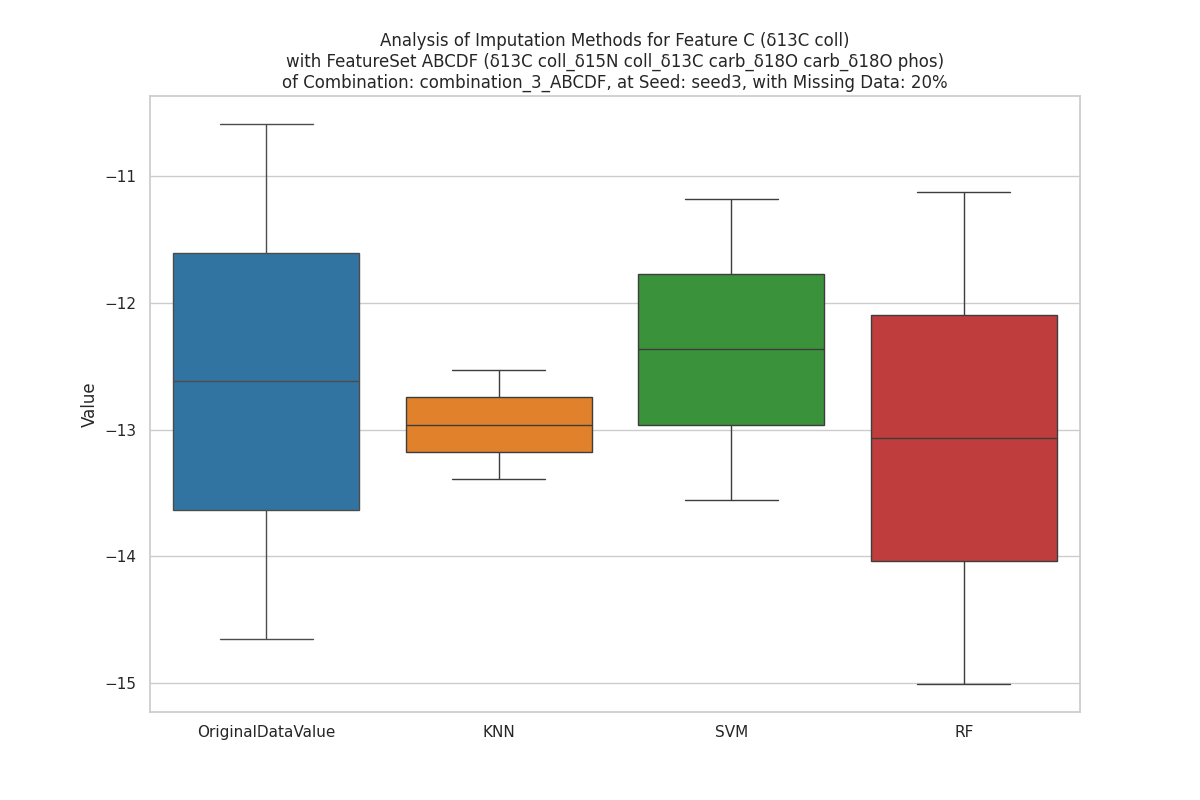 Analysis of Imputation Methods for Feature C (δ13C coll)
with FeatureSet ABCDF (δ13C coll_δ15N coll_δ13C carb_δ18O carb_δ18O phos)
of Combination: combination_3_ABCDF, at Seed: seed3, with Missing Data: 20%
−11
−12
−13
−14
−15
Value
OriginalDataValue
KNN
SVM
RF